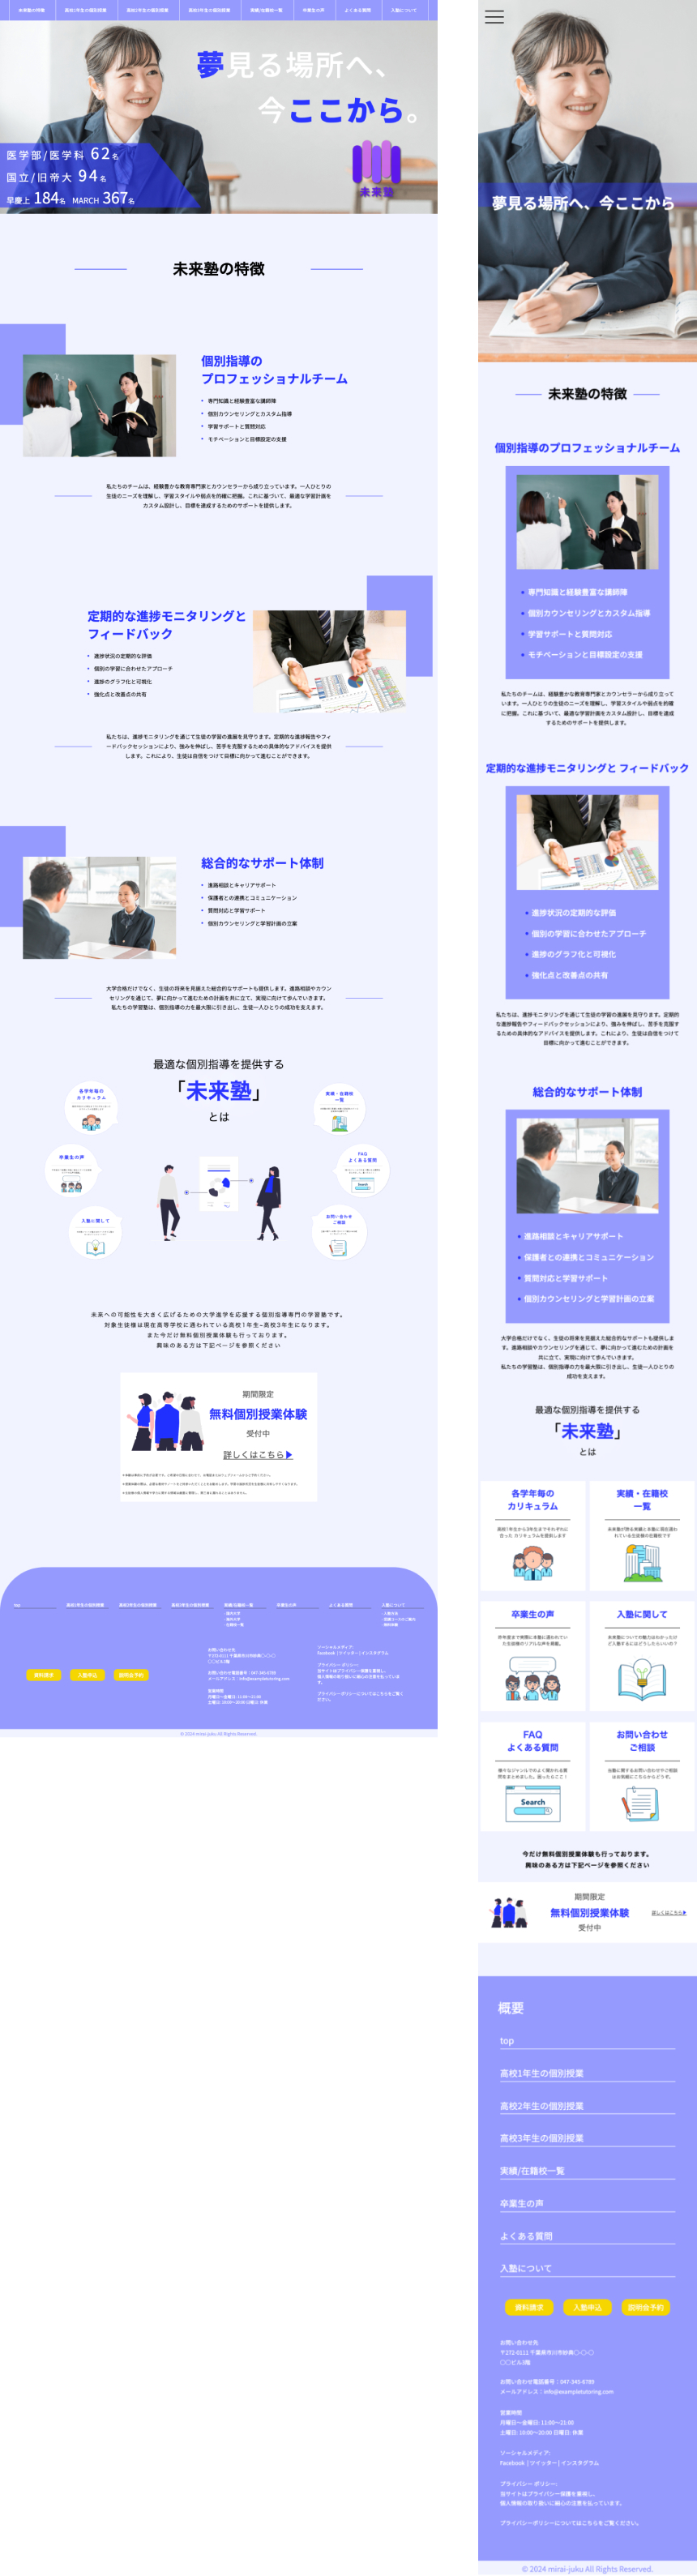 未来塾の特徴
高校1年生の個別授業
高校2年生の個別授業
高校3年生の個別授業
実績/在籍校一覧
卒業生の声
よくある質問
入塾について
夢見る場所へ、
今ここから。
医学部/医学科 62名
国立/旧帝大 94名
早慶上 184名 MARCH 367名
未来塾
未来塾の特徴
個別指導の
プロフェッショナルチーム
専門知識と経験豊富な講師陣
個別カウンセリングとカスタム指導
学習サポートと質問対応
モチベーションと目標設定の支援
私たちのチームは、経験豊かな教育専門家とカウンセラーから成り立っています。一人ひとりの
生徒のニーズを理解し、学習スタイルや弱点を的確に把握。これに基づいて、最適な学習計画を
カスタム設計し、目標を達成するためのサポートを提供します。
定期的な進捗モニタリングと
フィードバック
進捗状況の定期的な評価
個別の学習に合わせたアプローチ
進捗のグラフ化と可視化
強化点と改善点の共有
私たちは、進捗モニタリングを通じて生徒の学習の進展を見守ります。定期的な進捗報告やフィ
ードバックセッションにより、強みを伸ばし、苦手を克服するための具体的なアドバイスを提供
します。これにより、生徒は自信をつけて目標に向かって進むことができます。
総合的なサポート体制
進路相談とキャリアサポート
保護者との連携とコミュニケーション
質問対応と学習サポート
個別カウンセリングと学習計画の立案
大学合格だけでなく、生徒の将来を見据えた総合的なサポートも提供します。進路相談やカウン
セリングを通じて、夢に向かって進むための計画を共に立て、実現に向けて歩んでいきます。
私たちの学習塾は、個別指導の力を最大限に引き出し、生徒一人ひとりの成功を支えます。
最適な個別指導を提供する
「未来塾」
とは
各学年毎の
カリキュラム
実績・在籍校
一覧
卒業生の声
FAQ
よくある質問
入塾に関して
お問い合わせ
ご相談
未来への可能性を大きく広げるための大学進学を応援する個別指導専門の学習塾です。
対象生徒様は現在高等学校に通われている高校1年生~高校3年生になります。
また今だけ無料個別授業体験も行っております。
興味のある方は下記ページを参照ください
期間限定
無料個別授業体験
受付中
詳しくはこちら▶
top
高校1年生の個別授業
高校2年生の個別授業
高校3年生の個別授業
実績/在籍校一覧
卒業生の声
よくある質問
入塾について
資料請求
入塾申込
説明会予約
お問い合わせ先
〒272-0111 千葉県市川市妙典〇-〇-〇
〇〇ビル3階
お問い合わせ電話番号:047-345-6789
メールアドレス:info@exampletutoring.com
営業時間
月曜日〜金曜日: 11:00〜21:00
土曜日: 10:00〜20:00 日曜日: 休業
ソーシャルメディア:
Facebook | ツイッター | インスタグラム
プライバシー ポリシー:
当サイトはプライバシー保護を重視し、
個人情報の取り扱いに細心の注意を払っていま
す。
プライバシーポリシーについてはこちらをご覧く
ださい。
© 2024 mirai-juku All Rights Reserved.
夢見る場所へ、今ここから
未来塾の特徴
個別指導のプロフェッショナルチーム
専門知識と経験豊富な講師陣
個別カウンセリングとカスタム指導
学習サポートと質問対応
モチベーションと目標設定の支援
私たちのチームは、経験豊かな教育専門家とカウンセラーから成り立って
います。一人ひとりの生徒のニーズを理解し、学習スタイルや弱点を的確
に把握。これに基づいて、最適な学習計画をカスタム設計し、目標を達成
するためのサポートを提供します。
定期的な進捗モニタリングと フィードバック
進捗状況の定期的な評価
個別の学習に合わせたアプローチ
進捗のグラフ化と可視化
強化点と改善点の共有
私たちは、進捗モニタリングを通じて生徒の学習の進展を見守ります。定期的
な進捗報告やフィードバックセッションにより、強みを伸ばし、苦手を克服す
るための具体的なアドバイスを提供します。これにより、生徒は自信をつけて
目標に向かって進むことができます。
総合的なサポート体制
進路相談とキャリアサポート
保護者との連携とコミュニケーション
質問対応と学習サポート
個別カウンセリングと学習計画の立案
大学合格だけでなく、生徒の将来を見据えた総合的なサポートも提供しま
す。進路相談やカウンセリングを通じて、夢に向かって進むための計画を
共に立て、実現に向けて歩んでいきます。
私たちの学習塾は、個別指導の力を最大限に引き出し、生徒一人ひとりの
成功を支えます。
最適な個別指導を提供する
「未来塾」
とは
各学年毎の
カリキュラム
高校1年生から3年生までそれぞれに
合った カリキュラムを提供します
実績・在籍校
一覧
未来塾が誇る実績と本塾に現在通わ
れている生徒様の在籍校です
卒業生の声
昨年度まで実際に本塾に通われてい
た生徒様のリアルな声を掲載。
入塾に関して
未来塾についての魅力はわかったけ
ど入塾するにはどうしたらいいの?
FAQ
よくある質問
様々なジャンルでのよく聞かれる質
問をまとめました。困ったらここ!
Search
お問い合わせ
ご相談
当塾に関するお問い合わせやご相談
はお気軽にこちらからどうぞ。
今だけ無料個別授業体験も行っております。
興味のある方は下記ページを参照ください
期間限定
無料個別授業体験
受付中
詳しくはこちら▶
概要
top
高校1年生の個別授業
高校2年生の個別授業
高校3年生の個別授業
実績/在籍校一覧
卒業生の声
よくある質問
入塾について
資料請求
入塾申込
説明会予約
お問い合わせ先
〒272-0111 千葉県市川市妙典〇-〇-〇
〇〇ビル3階
お問い合わせ電話番号:047-345-6789
メールアドレス:info@exampletutoring.com
営業時間
月曜日〜金曜日: 11:00〜21:00
土曜日: 10:00〜20:00 日曜日: 休業
ソーシャルメディア:
Facebook | ツイッター | インスタグラム
プライバシー ポリシー:
当サイトはプライバシー保護を重視し、
個人情報の取り扱いに細心の注意を払っています。
プライバシーポリシーについてはこちらをご覧ください。
© 2024 mirai-juku All Rights Reserved.